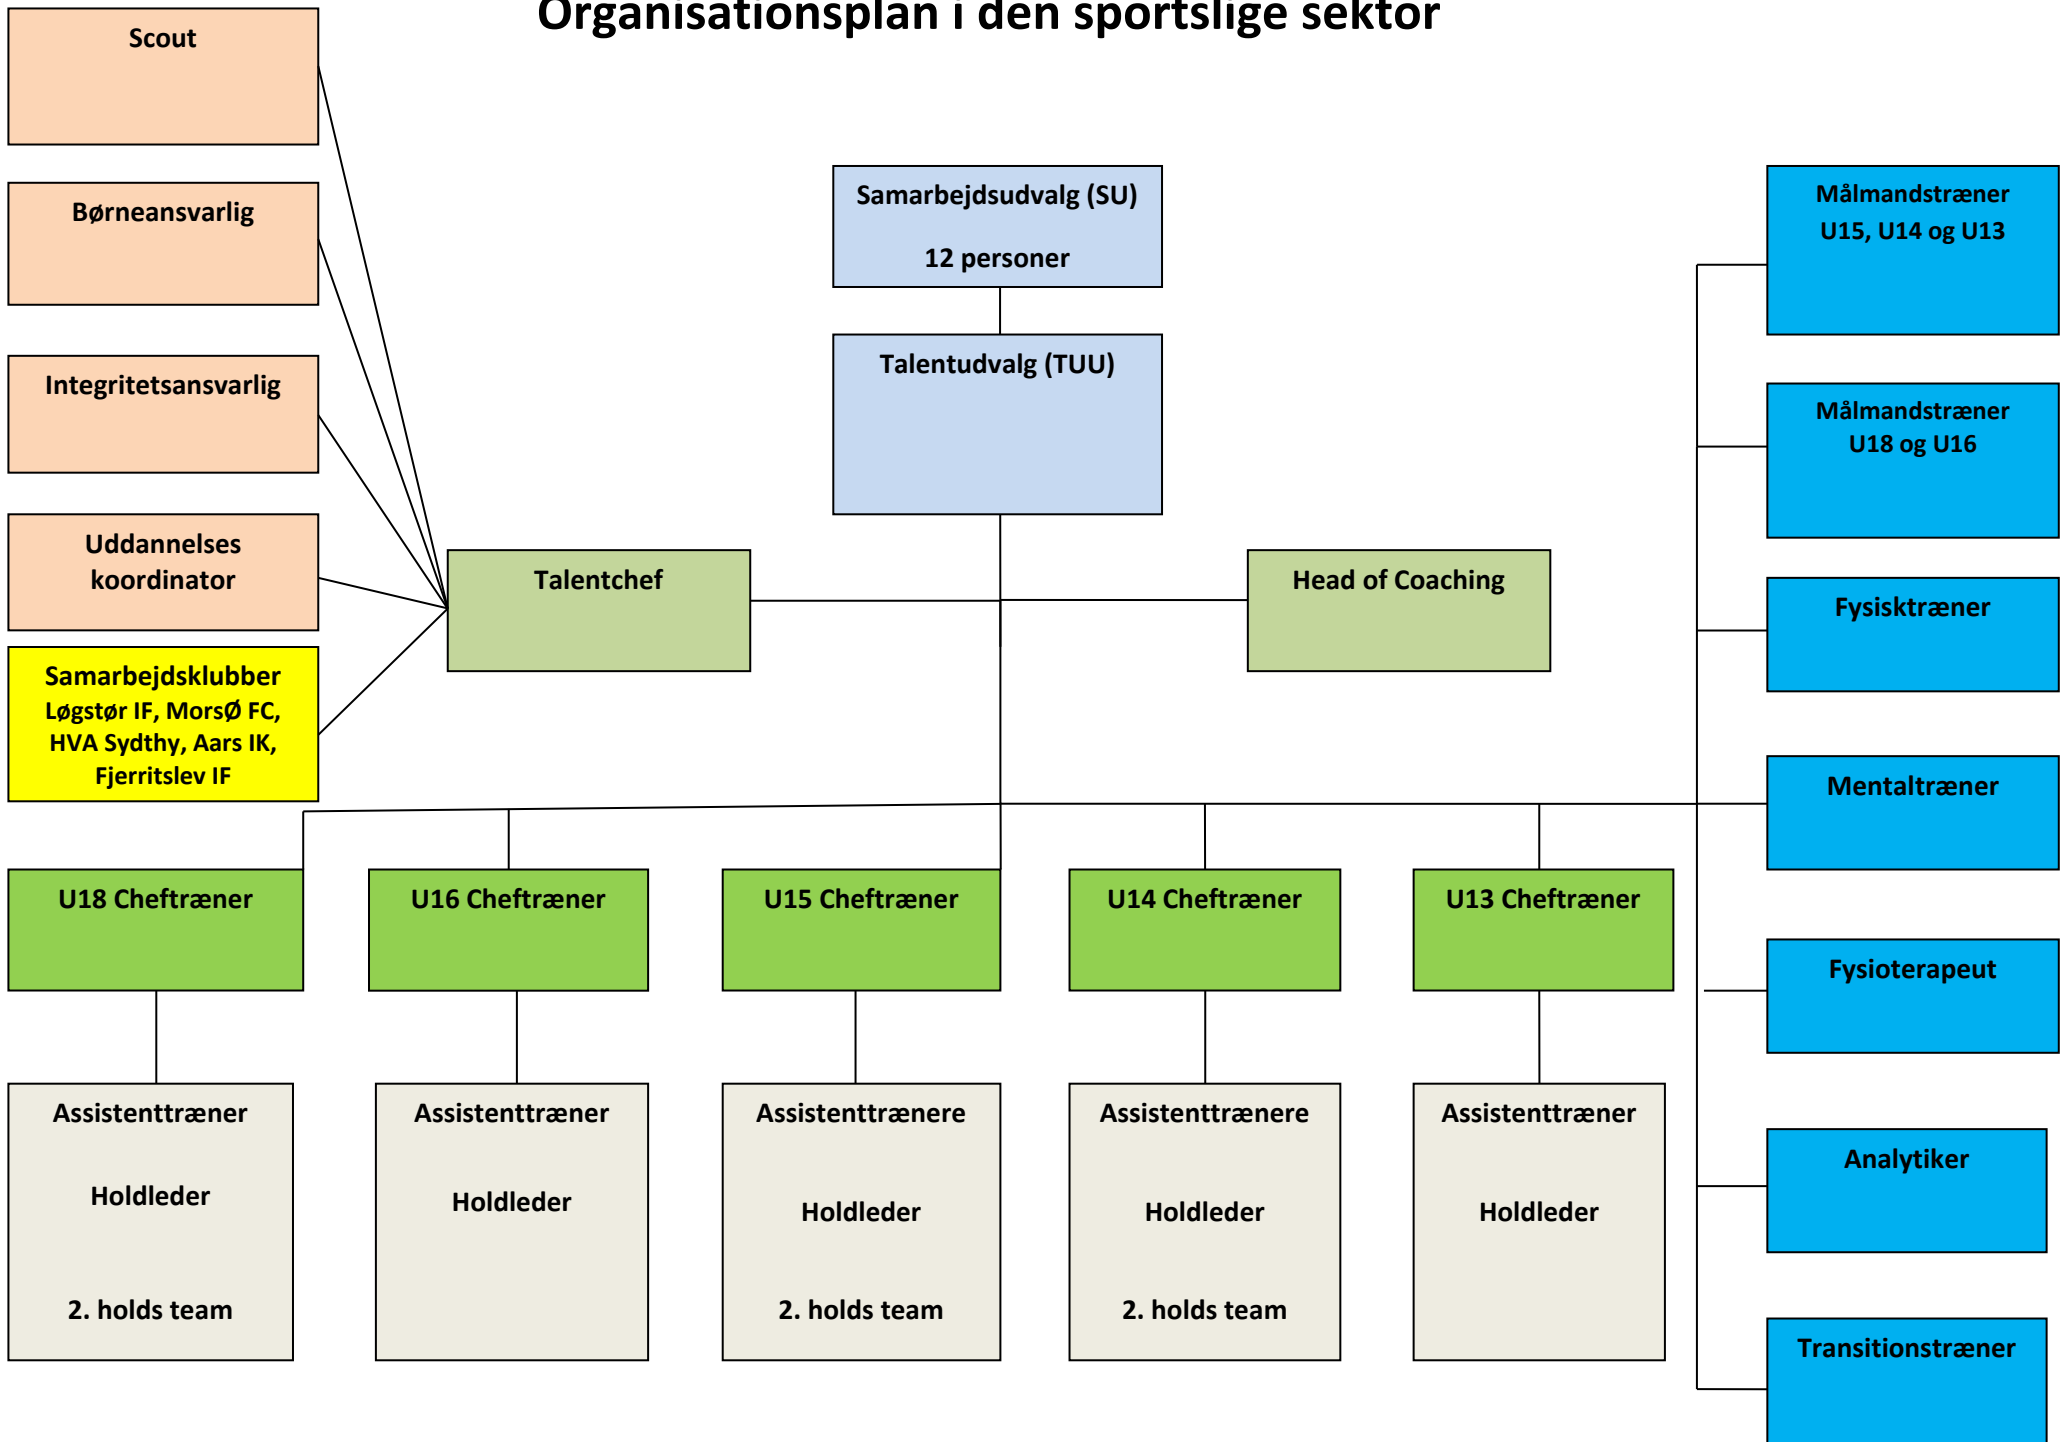 Organisationsplan i den sportslige sektor
Scout
Børneansvarlig
Integritetsansvarlig
Uddannelses
koordinator
Samarbejdsklubber
Løgstør IF, MorsØ FC,
HVA Sydthy, Aars IK,
Fjerritslev IF
Samarbejdsudvalg (SU)
12 personer
Talentudvalg (TUU)
Talentchef
Head of Coaching
Målmandstræner
U15, U14 og U13
Målmandstræner
U18 og U16
Fysisktræner
Mentaltræner
Fysioterapeut
Analytiker
Transitionstræner
U18 Cheftræner
U16 Cheftræner
U15 Cheftræner
U14 Cheftræner
U13 Cheftræner
Assistenttræner
Holdleder
2. holds team
Assistenttræner
Holdleder
Assistenttrænere
Holdleder
2. holds team
Assistenttrænere
Holdleder
2. holds team
Assistenttræner
Holdleder